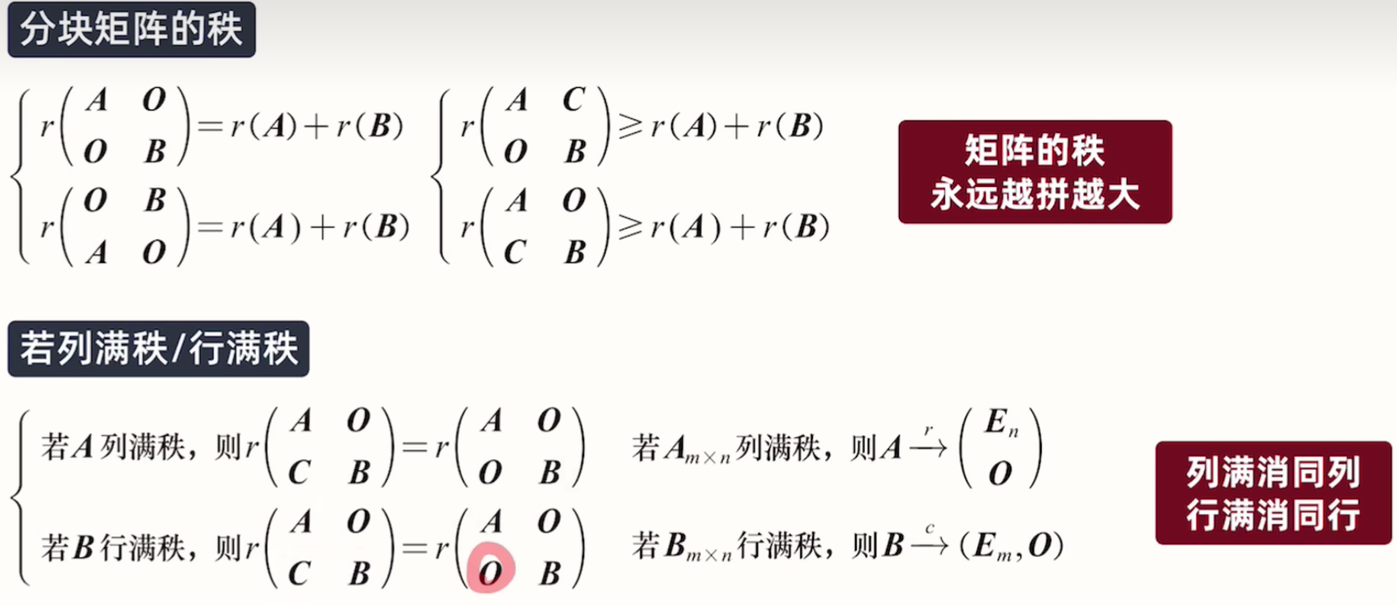 分块矩阵的秩
{ r( A O ; O B ) = r(A) + r(B)
{ r( A C ; O B ) ⩾ r(A) + r(B)
矩阵的秩
永远越拼越大
r( O B ; A O ) = r(A) + r(B)
r( A O ; C B ) ⩾ r(A) + r(B)
若列满秩/行满秩
{ 若A列满秩，则r( A O ; C B ) = r( A O ; O B )
若A_{m×n}列满秩，则A \xrightarrow{r} ( E_n ; O )
列满消同列
行满消同行
若B行满秩，则r( A O ; C B ) = r( A O ; O B )
若B_{m×n}行满秩，则B \xrightarrow{c} (E_m, O)